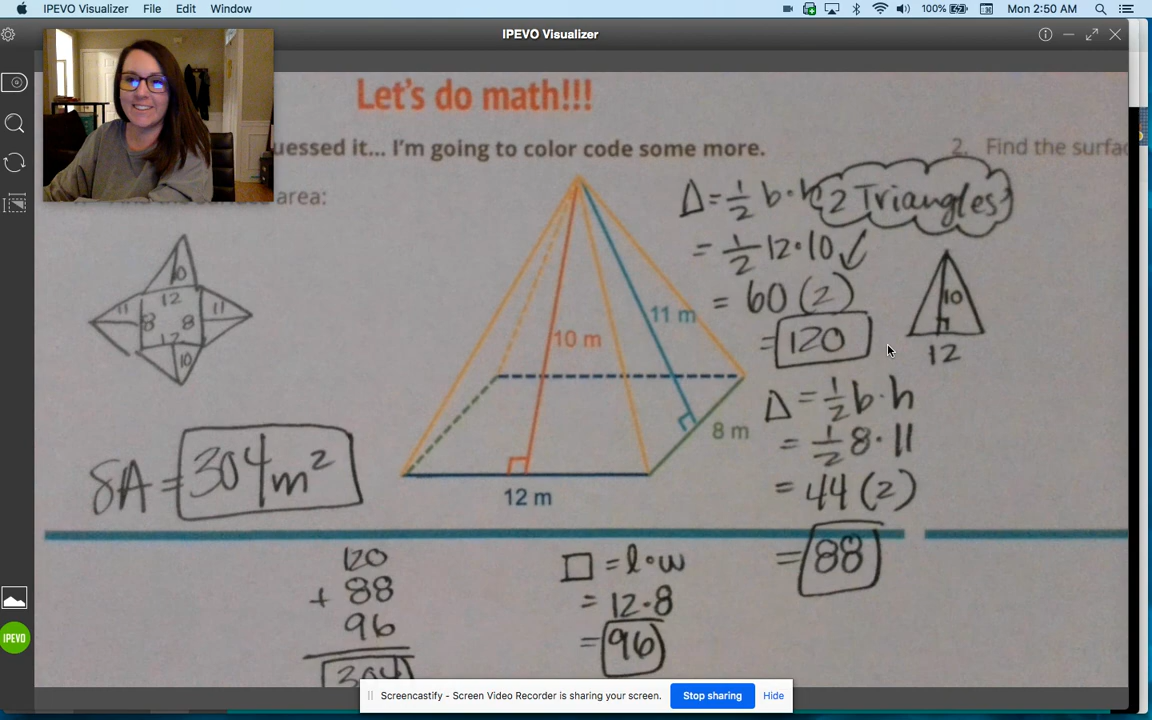 IPEVO Visualizer File Edit Window
100% Mon 2:50 AM
IPEVO Visualizer
Let's do math!!!
uessed it... I'm going to color code some more.
2. Find the surfa
area:
Δ = 1/2 b · h
2 Triangles
= 1/2 12 · 10
= 60 (2)
= 120
10
12
10
12
11
11
8
8
12
10
10 m
11 m
8 m
12 m
Δ = 1/2 b · h
= 1/2 8 · 11
= 44 (2)
= 88
SA = 304 m²
120
+ 88
96
304
□ = l · w
= 12 · 8
= 96
IPEVO
Screencastify - Screen Video Recorder is sharing your screen. Stop sharing Hide